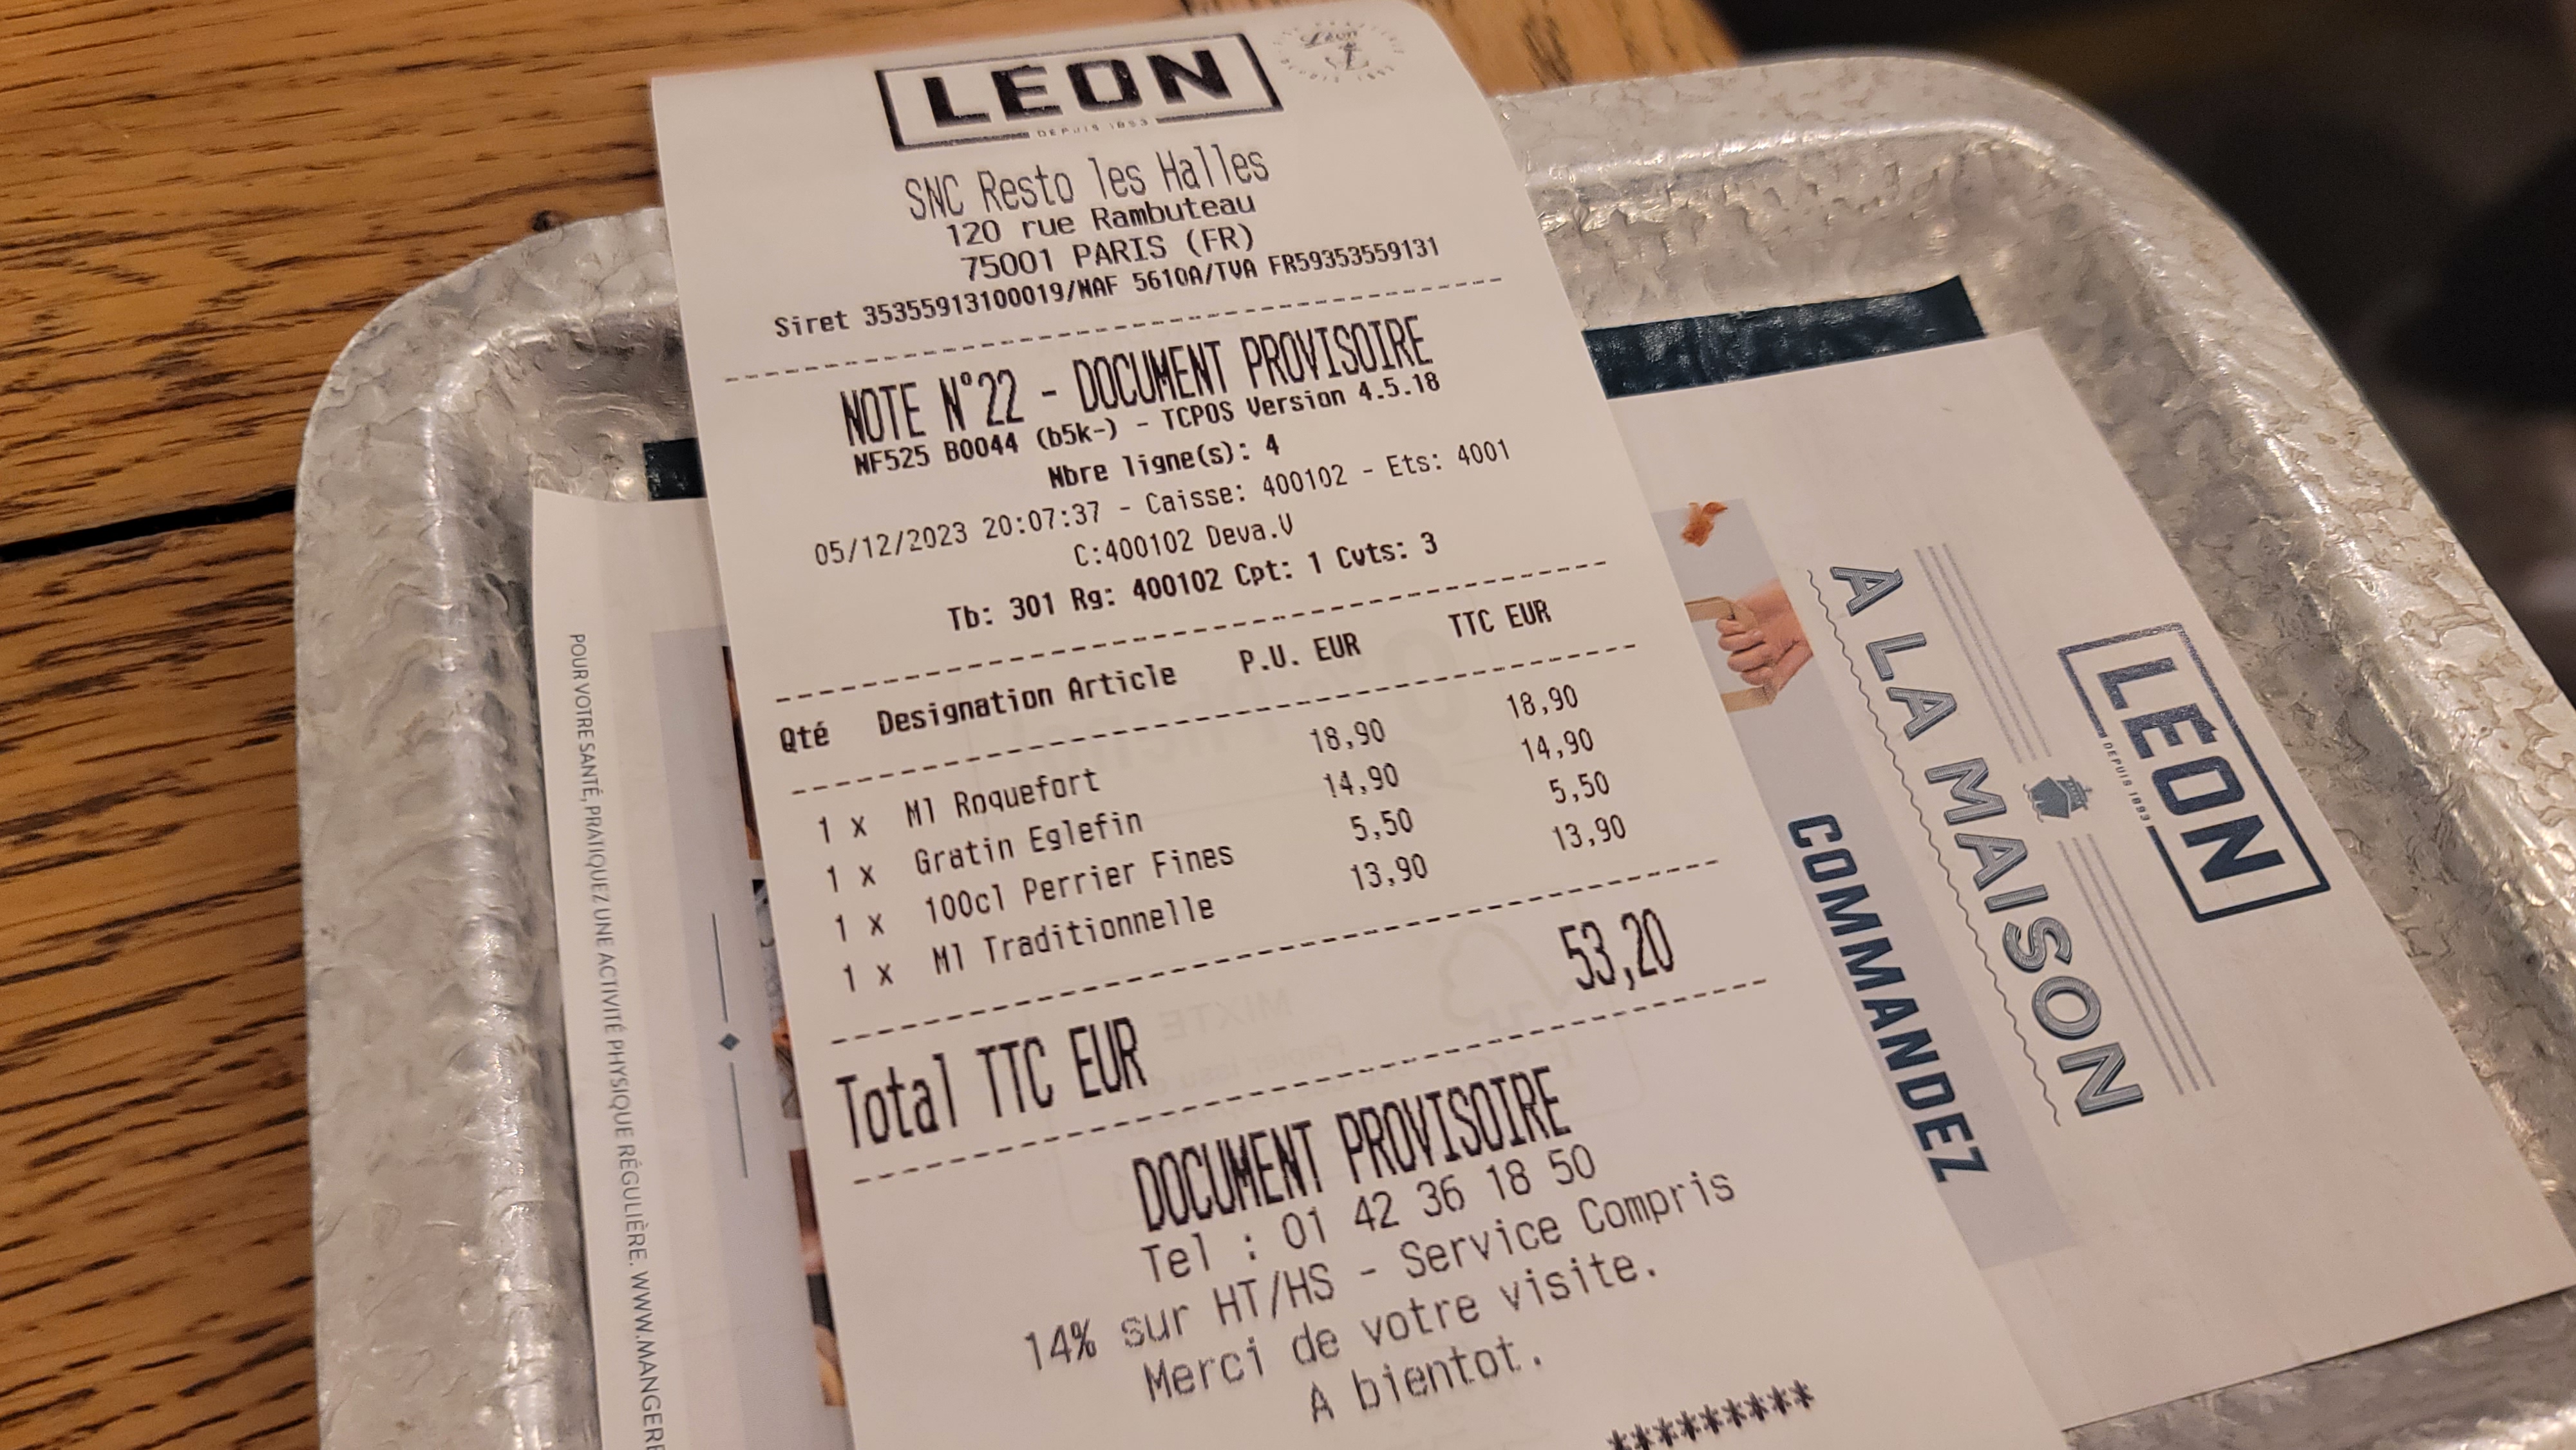 LÉON
DEPUIS 1893
Léon
DEPUIS 1893
SNC Resto les Halles
120 rue Rambuteau
75001 PARIS (FR)
Siret 35355913100019/NAF 5610A/TVA FR59353559131
NOTE N°22 - DOCUMENT PROVISOIRE
NF525 B0044 (b5k-) - TCPOS Version 4.5.18
Nbre ligne(s): 4
05/12/2023 20:07:37 - Caisse: 400102 - Ets: 4001
C:400102 Deva.V
Tb: 301 Rg: 400102 Cpt: 1 Cvts: 3
Qté Designation Article P.U. EUR TTC EUR
1 x Ml Roquefort 18,90 18,90
1 x Gratin Eglefin 14,90 14,90
1 x 100cl Perrier Fines 5,50 5,50
1 x Ml Traditionnelle 13,90 13,90
Total TTC EUR 53,20
DOCUMENT PROVISOIRE
Tel : 01 42 36 18 50
14% sur HT/HS - Service Compris
Merci de votre visite.
A bientot.
*********
LÉON
DEPUIS 1893
A LA MAISON
COMMANDEZ
POUR VOTRE SANTÉ, PRATIQUEZ UNE ACTIVITÉ PHYSIQUE RÉGULIÈRE. WWW.MANGERB